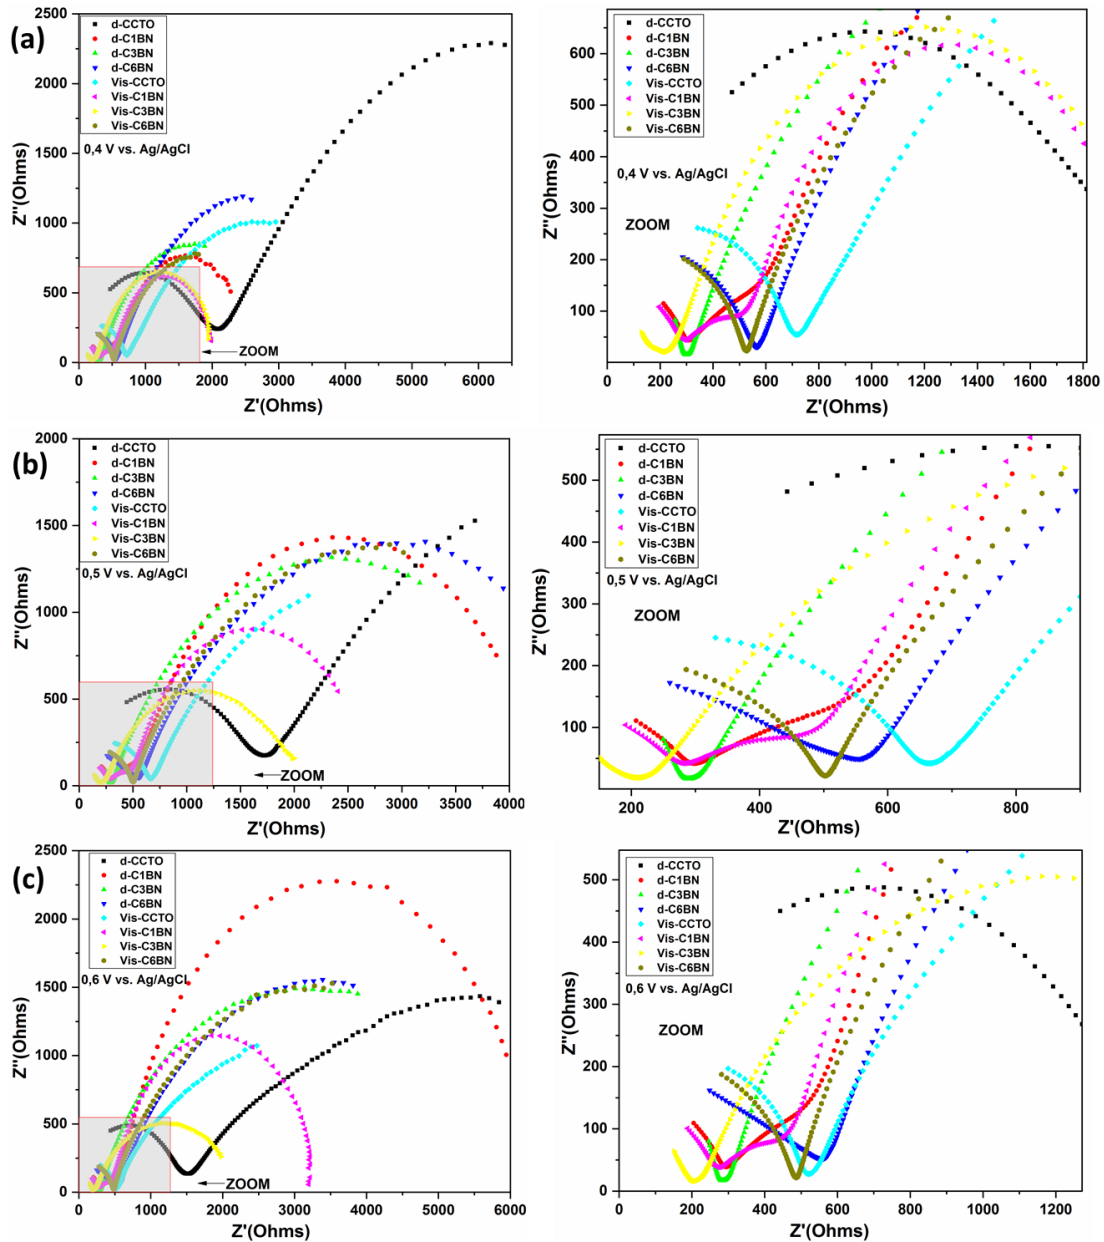 (a)
2500
2000
1500
1000
500
0
Z''(Ohms)
d-CCTO
d-C1BN
d-C3BN
d-C6BN
Vis-CCTO
Vis-C1BN
Vis-C3BN
Vis-C6BN
0,4 V vs. Ag/AgCl
ZOOM
0 1000 2000 3000 4000 5000 6000
Z'(Ohms)
600
500
400
300
200
100
0
Z''(Ohms)
d-CCTO
d-C1BN
d-C3BN
d-C6BN
Vis-CCTO
Vis-C1BN
Vis-C3BN
Vis-C6BN
0,4 V vs. Ag/AgCl
ZOOM
0 200 400 600 800 1000 1200 1400 1600 1800
Z'(Ohms)
(b)
2000
1500
1000
500
0
Z''(Ohms)
d-CCTO
d-C1BN
d-C3BN
d-C6BN
Vis-CCTO
Vis-C1BN
Vis-C3BN
Vis-C6BN
0,5 V vs. Ag/AgCl
ZOOM
0 500 1000 1500 2000 2500 3000 3500 4000
Z'(Ohms)
500
400
300
200
100
0
Z''(Ohms)
d-CCTO
d-C1BN
d-C3BN
d-C6BN
Vis-CCTO
Vis-C1BN
Vis-C3BN
Vis-C6BN
0,5 V vs. Ag/AgCl
ZOOM
200 400 600 800
Z'(Ohms)
(c)
2500
2000
1500
1000
500
0
Z''(Ohms)
d-CCTO
d-C1BN
d-C3BN
d-C6BN
Vis-CCTO
Vis-C1BN
Vis-C3BN
Vis-C6BN
0,6 V vs. Ag/AgCl
ZOOM
0 1000 2000 3000 4000 5000 6000
Z'(Ohms)
500
400
300
200
100
0
Z''(Ohms)
d-CCTO
d-C1BN
d-C3BN
d-C6BN
Vis-CCTO
Vis-C1BN
Vis-C3BN
Vis-C6BN
0,6 V vs. Ag/AgCl
ZOOM
0 200 400 600 800 1000 1200
Z'(Ohms)